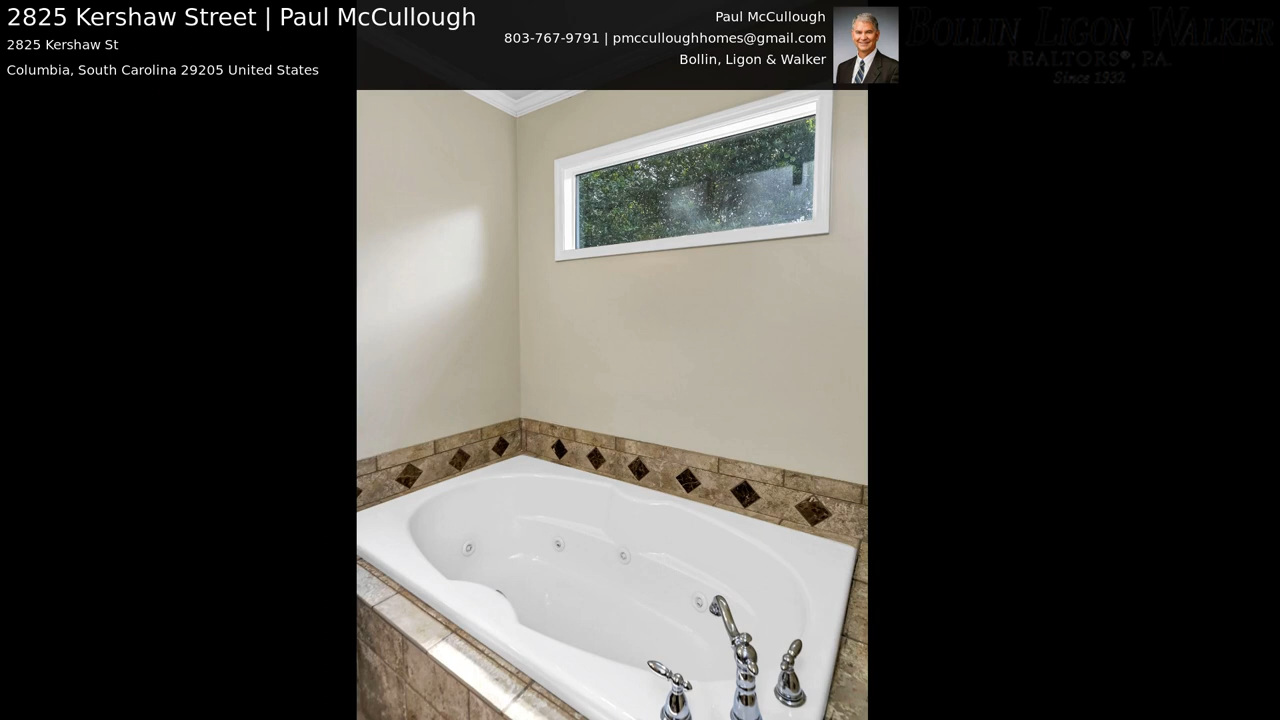 2825 Kershaw Street | Paul McCullough
2825 Kershaw St
Columbia, South Carolina 29205 United States
Paul McCullough
803-767-9791 | pmcculloughhomes@gmail.com
Bollin, Ligon & Walker
BOLLIN LIGON WALKER
REALTORS®, PA.
Since 1932